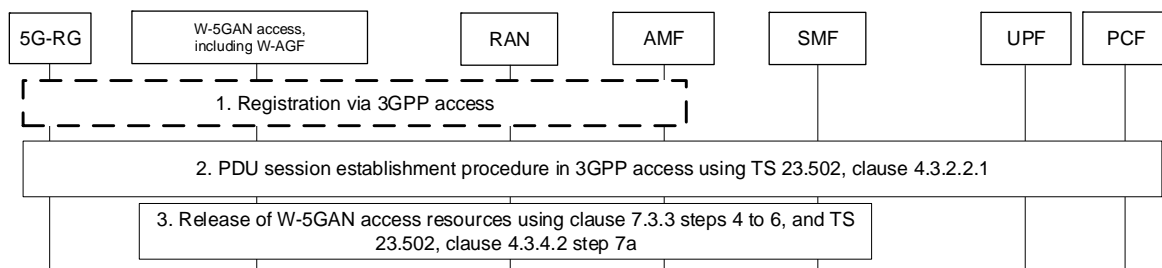 5G-RG
W-5GAN access,
including W-AGF
RAN
AMF
SMF
UPF
PCF
1. Registration via 3GPP access
2. PDU session establishment procedure in 3GPP access using TS 23.502, clause 4.3.2.2.1
3. Release of W-5GAN access resources using clause 7.3.3 steps 4 to 6, and TS
23.502, clause 4.3.4.2 step 7a